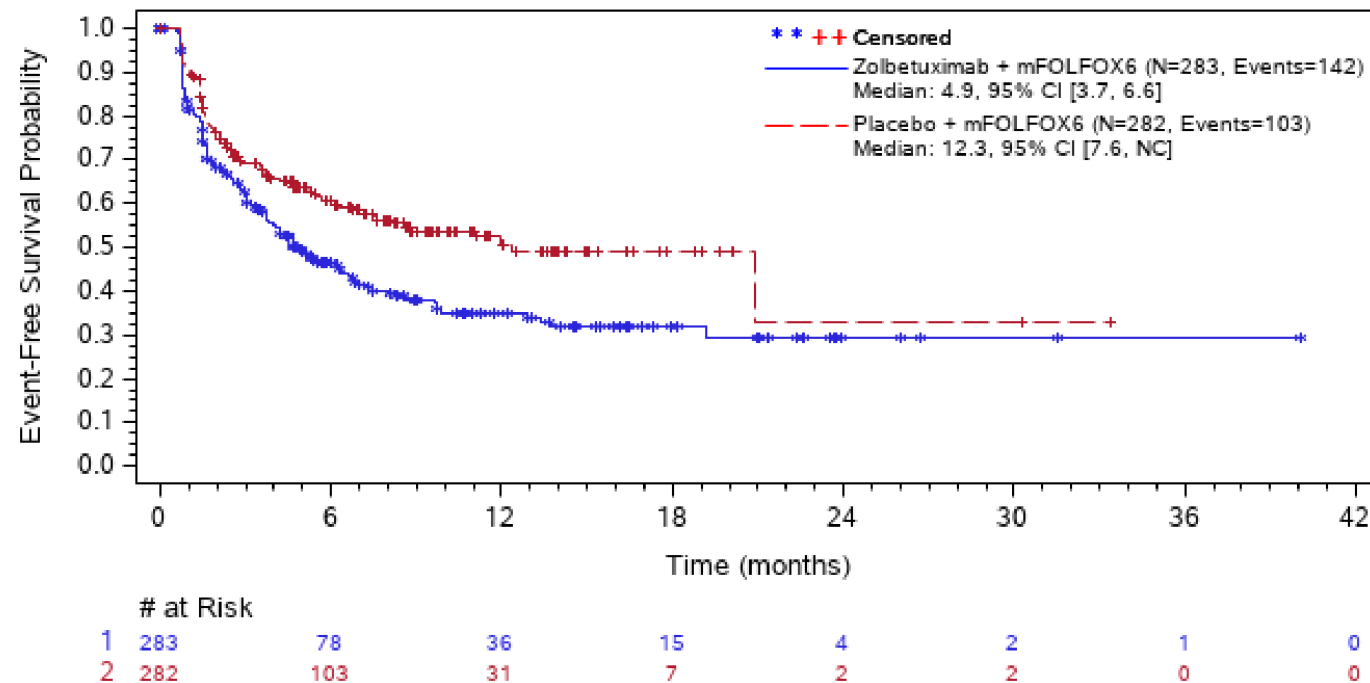 Event-Free Survival Probability
1.0
0.9
0.8
0.7
0.6
0.5
0.4
0.3
0.2
0.1
0.0
Censored
Zolbetuximab + mFOLFOX6 (N=283, Events=142)
Median: 4.9, 95% CI [3.7, 6.6]
Placebo + mFOLFOX6 (N=282, Events=103)
Median: 12.3, 95% CI [7.6, NC]
0 6 12 18 24 30 36 42
Time (months)
# at Risk
1 283 78 36 15 4 2 1 0
2 282 103 31 7 2 2 0 0